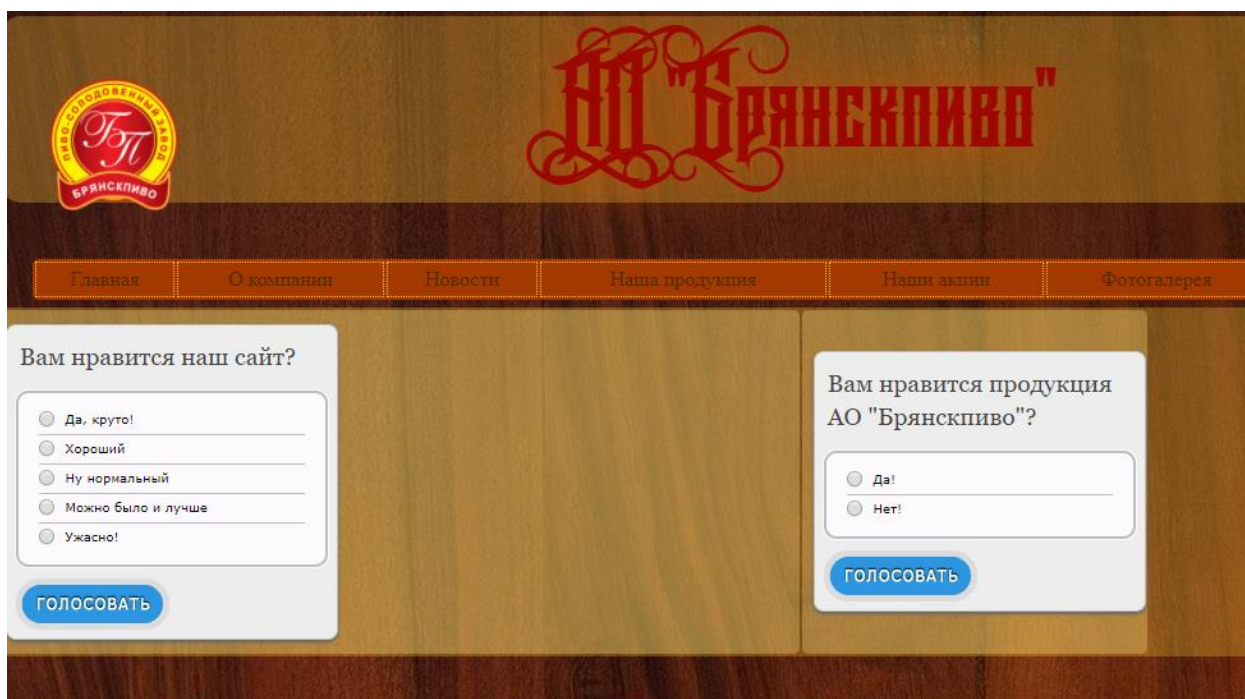 АО "Брянскпиво"
ПИВО-СОЛОДОВЕННЫЙ ЗАВОД
БП
БРЯНСКПИВО
Главная О компании Новости Наша продукция Наши акции Фотогалерея
Вам нравится наш сайт?
Да, круто!
Хороший
Ну нормальный
Можно было и лучше
Ужасно!
ГОЛОСОВАТЬ
Вам нравится продукция
АО "Брянскпиво"?
Да!
Нет!
ГОЛОСОВАТЬ